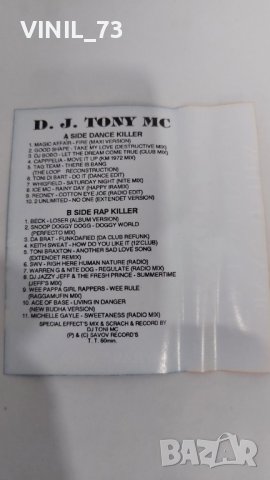 VINIL_73
D. J. TONY MC
A SIDE DANCE KILLER
1. MAGIC AFFAIR - FIRE (MAXI VERSION)
2. GOOD SHAPE - TAKE MY LOVE (DESTRUCTIVE MIX)
3. DJ BOBO - LET THE DREAM COME TRUE (CLUB MIX)
4. CAPPPELIA - MOVE IT UP (KM 1972 MIX)
5. TAG TEAM - THERE IS BANG
(THE LOOP RECONSTRUCTION)
6. TONI DI BART - DO IT (DANCE EDIT)
7. WHIGFIELD - SATURDAY NIGHT (NITE MIX)
8. ICE MC - RAINY DAY (HAPPY RAMIX)
9. REDNEY - COTTON EYE JOE (RADIO EDIT)
10. 2 UNLIMITED - NO ONE (EXTENDET VERSION)
B SIDE RAP KILLER
1. BECK - LOSER (ALBUM VERSION)
2. SNOOP DOGGY DOGG - DOGGY WORLD
(PERFECTO MIX)
3. DA BRAT - FUNKDAFIED (DA CLUB REFUNK)
4. KEITH SWEAT - HOW DO YOU LIKE IT (12'CLUB)
5. TONI BRAXTON - ANOTHER SAD LOVE SONG
(EXTENDET REMIX)
6. SWV - RIGH HERE HUMAN NATURE (RADIO)
7. WARREN G & NITE DOG - REGULATE (RADIO MIX)
8. DJ JAZZY JEFF & THE FRESH PRINCE - SUMMERTIME
(JEFF'S MIX)
9. WEE PAPPA GIRL RAPPERS - WEE RULE
(RAGGAMUFIN MIX)
10. ACE OF BASE - LIVING IN DANGER
(NEW BUDHA VERSION)
11. MICHELLE GAYLE - SWEETANESS (RADIO MIX)
SPECIAL EFFECT'S MIX & SCRACH & RECORD BY
DJ TONI MC
(P) & (C) SAVOV RECORD'S
T. T. 90min.
БАЗАР
bazar.bg